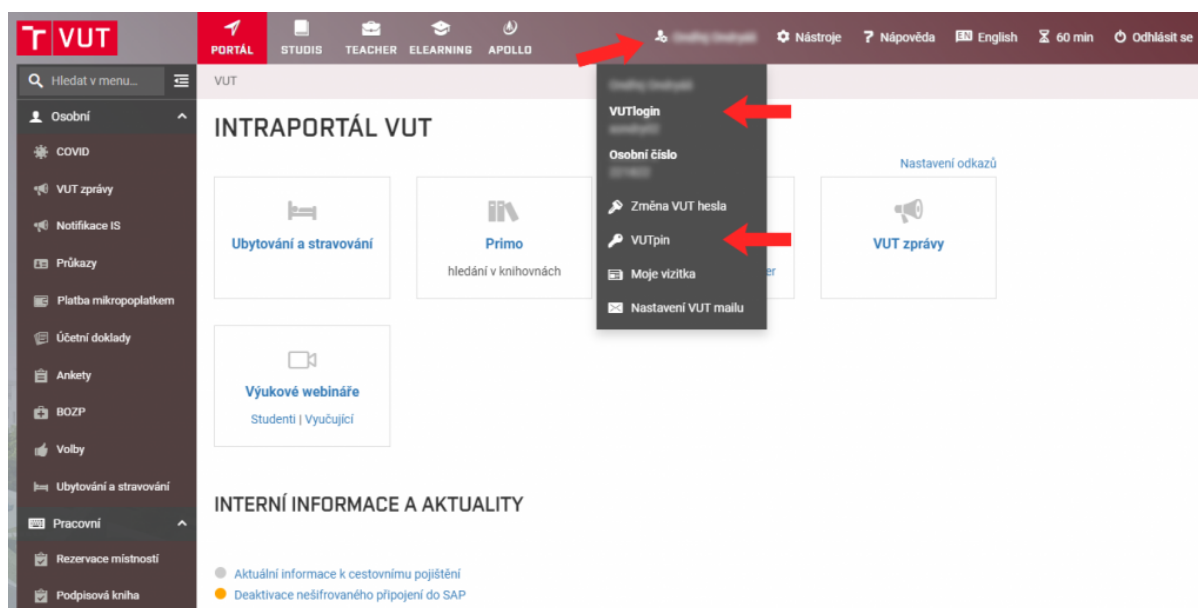 VUT
PORTÁL
STUDIS
TEACHER
ELEARNING
APOLLO
Nástroje
? Nápověda
EN English
60 min
Odhlásit se
Hledat v menu...
VUT
Osobní
COVID
VUT zprávy
Notifikace IS
Průkazy
Platba mikropoplatkem
Účetní doklady
Ankety
BOZP
Volby
Ubytování a stravování
Pracovní
Rezervace místností
Podpisová kniha
INTRAPORTÁL VUT
Nastavení odkazů
VUTlogin
Osobní číslo
Změna VUT hesla
VUTpin
Moje vizitka
Nastavení VUT mailu
Ubytování a stravování
Primo
hledání v knihovnách
er
VUT zprávy
Výukové webináře
Studenti | Vyučující
INTERNÍ INFORMACE A AKTUALITY
Aktuální informace k cestovnímu pojištění
Deaktivace nešifrovaného připojení do SAP